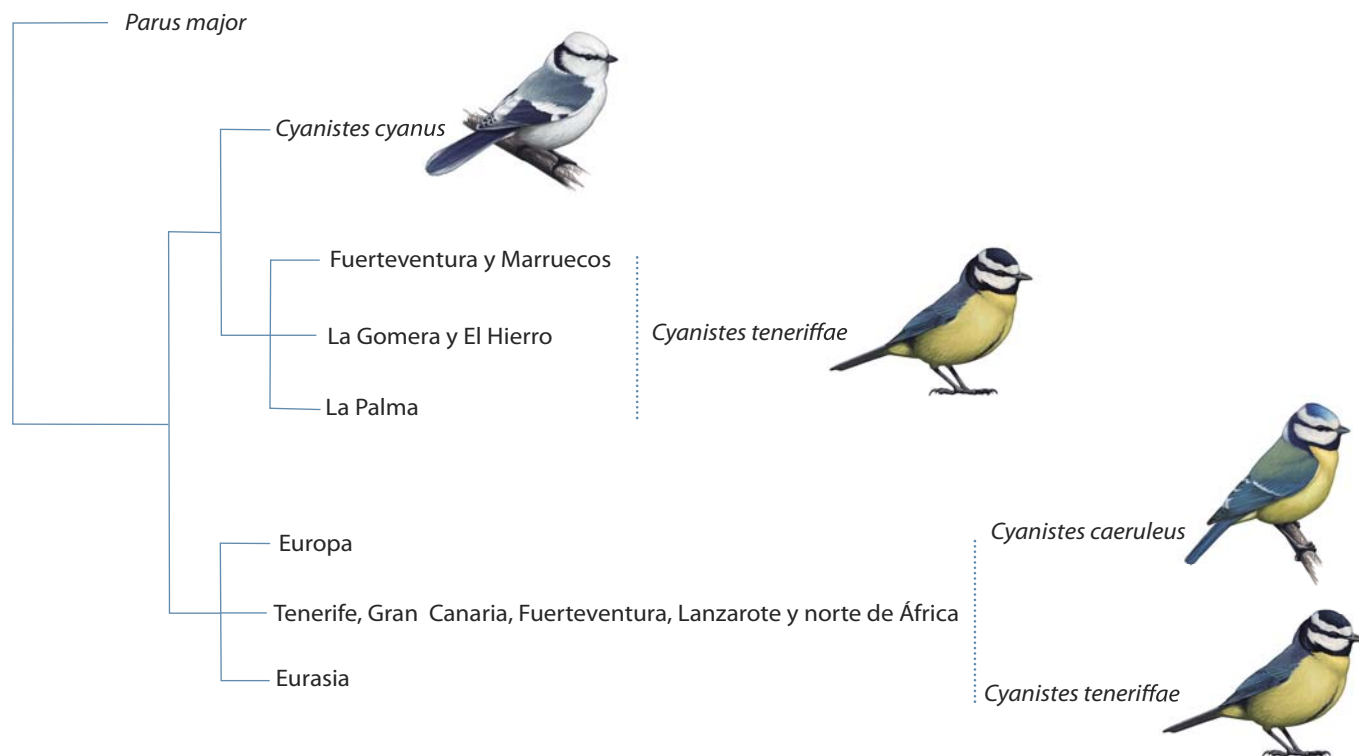 Parus major
Cyanistes cyanus
Fuerteventura y Marruecos
La Gomera y El Hierro
Cyanistes teneriffae
La Palma
Europa
Cyanistes caeruleus
Tenerife, Gran Canaria, Fuerteventura, Lanzarote y norte de África
Eurasia
Cyanistes teneriffae